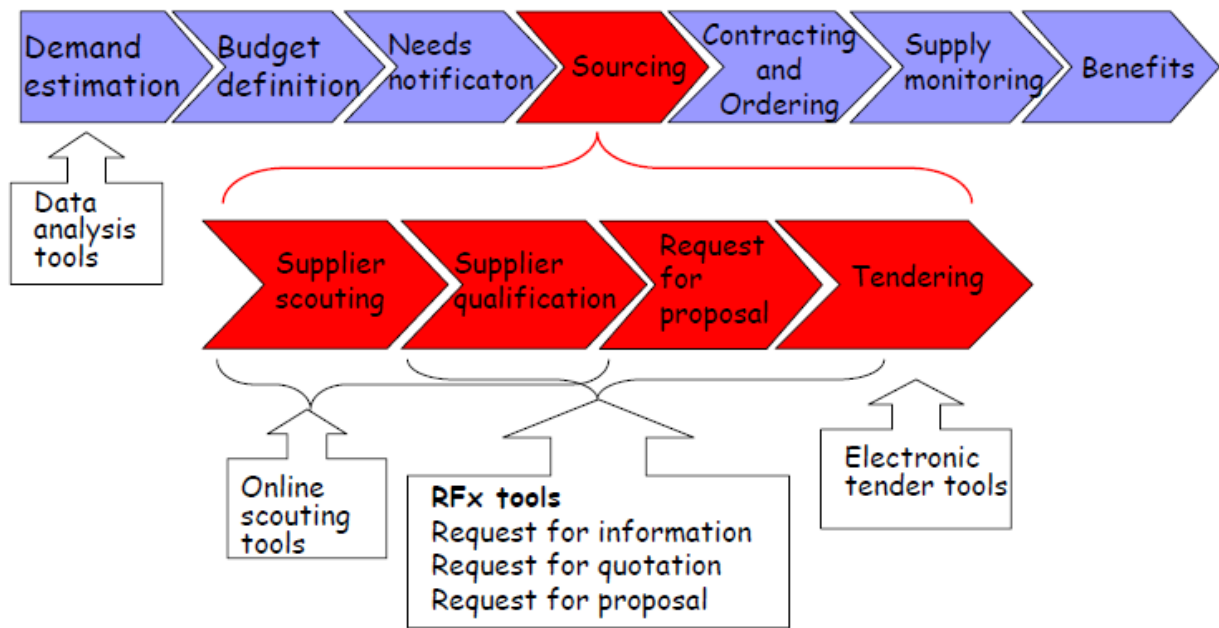 Demand
estimation
Budget
definition
Needs
notificaton
Sourcing
Contracting
and
Ordering
Supply
monitoring
Benefits
Data
analysis
tools
Supplier
scouting
Supplier
qualification
Request
for
proposal
Tendering
Online
scouting
tools
RFx tools
Request for information
Request for quotation
Request for proposal
Electronic
tender tools